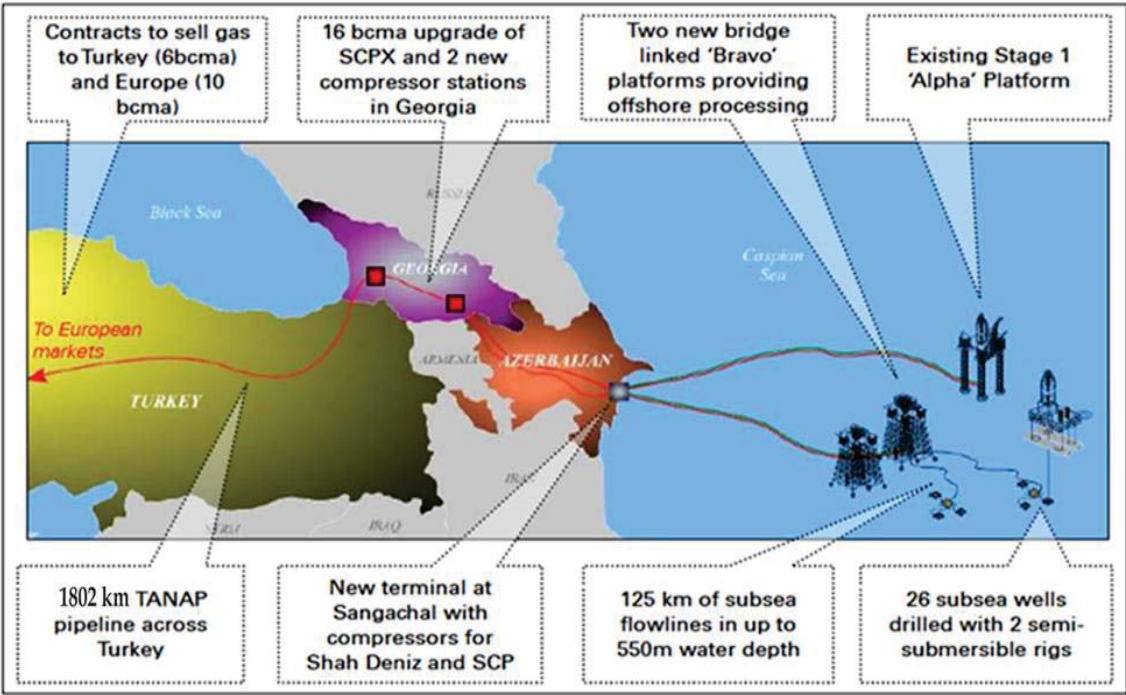 Contracts to sell gas
to Turkey (6bcma)
and Europe (10
bcma)
16 bcma upgrade of
SCPX and 2 new
compressor stations
in Georgia
Two new bridge
linked 'Bravo'
platforms providing
offshore processing
Existing Stage 1
'Alpha' Platform
RUSSIA
Black Sea
GEORGIA
Caspian
Sea
To European
markets
ARMENIA
AZERBAIJAN
TURKEY
IRAN
SYRIA
IRAQ
1802 km TANAP
pipeline across
Turkey
New terminal at
Sangachal with
compressors for
Shah Deniz and SCP
125 km of subsea
flowlines in up to
550m water depth
26 subsea wells
drilled with 2 semi-
submersible rigs